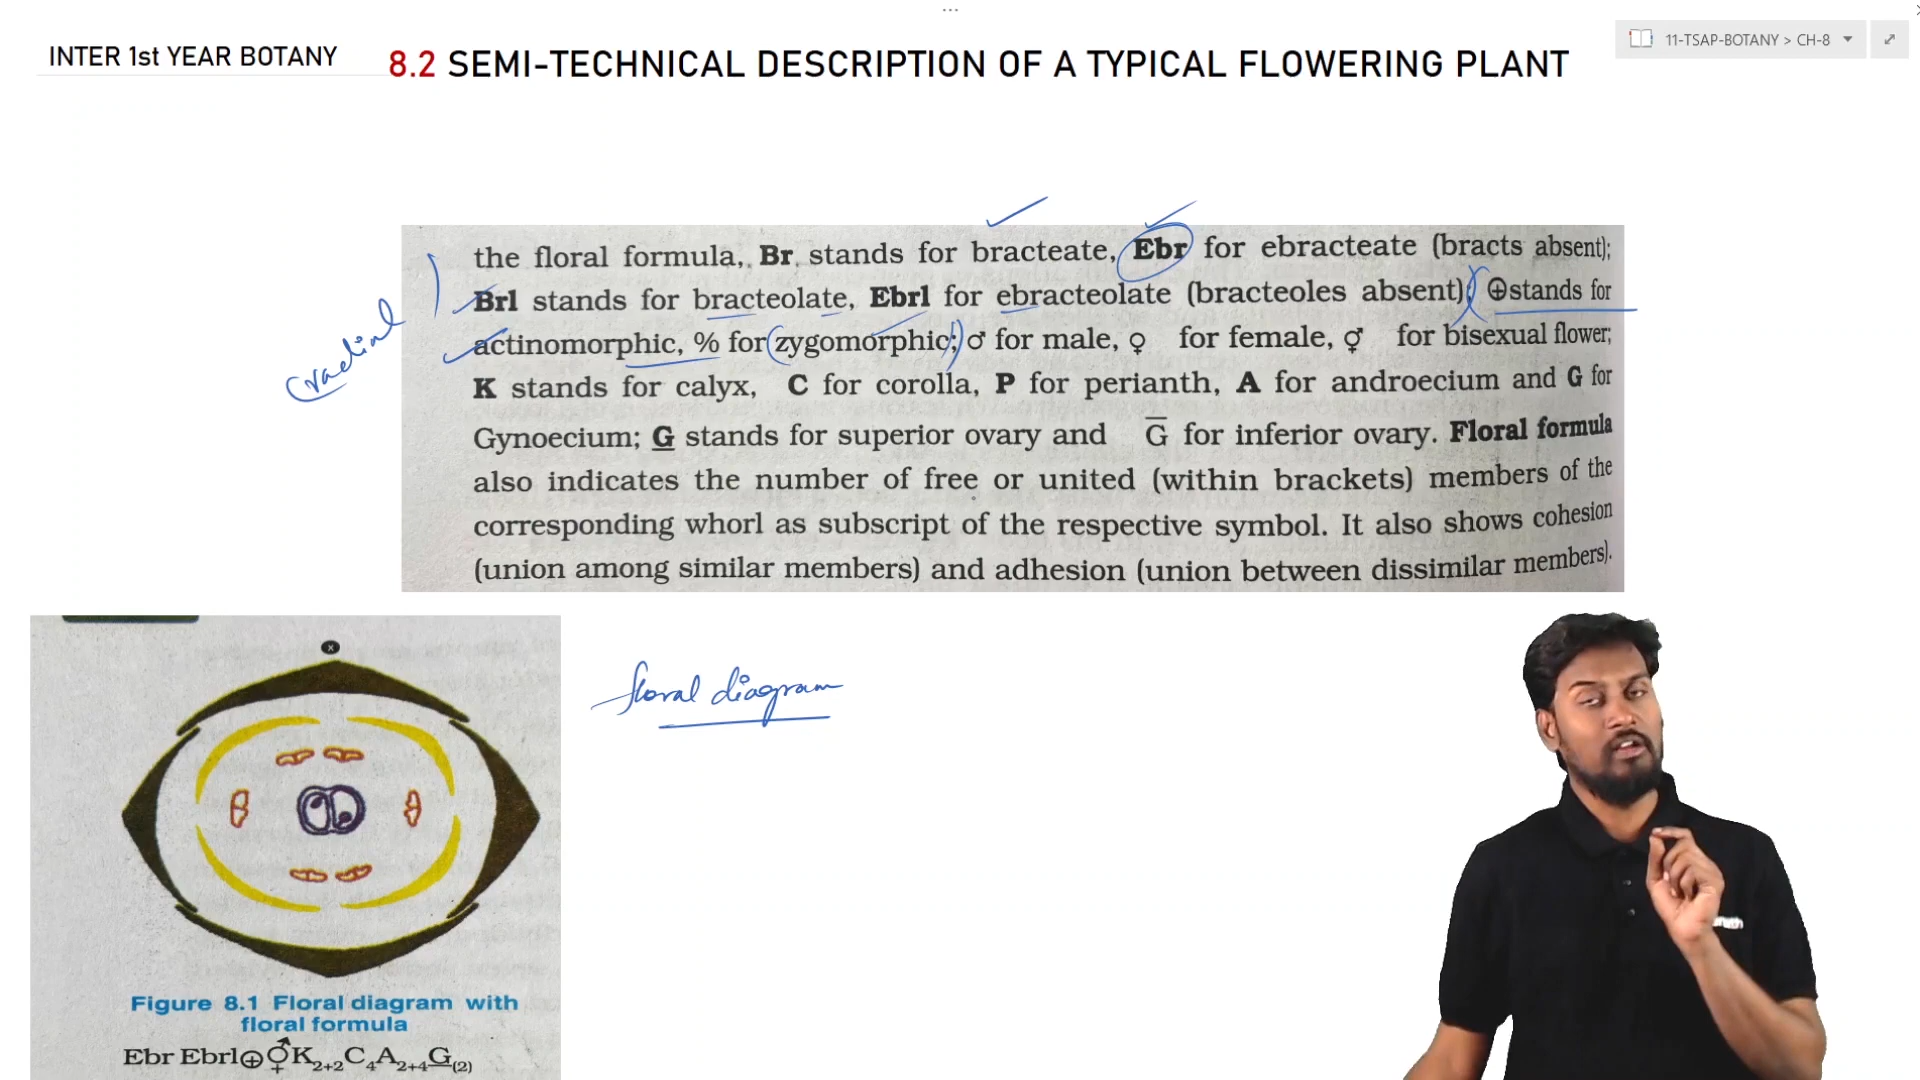 ...
INTER 1st YEAR BOTANY
8.2 SEMI-TECHNICAL DESCRIPTION OF A TYPICAL FLOWERING PLANT
11-TSAP-BOTANY > CH-8
the floral formula, Br stands for bracteate, Ebr for ebracteate (bracts absent);
Brl stands for bracteolate, Ebrl for ebracteolate (bracteoles absent); ⊕stands for
actinomorphic, % for zygomorphic; ♂ for male, ♀ for female, ⚥ for bisexual flower;
K stands for calyx, C for corolla, P for perianth, A for androecium and G for
Gynoecium; G̲ stands for superior ovary and G̅ for inferior ovary. Floral formula
also indicates the number of free or united (within brackets) members of the
corresponding whorl as subscript of the respective symbol. It also shows cohesion
(union among similar members) and adhesion (union between dissimilar members).
radial
floral diagram
Figure 8.1 Floral diagram with
floral formula
Ebr Ebrl⊕⚥K₂₊₂C₄A₂₊₄G̲₍₂₎